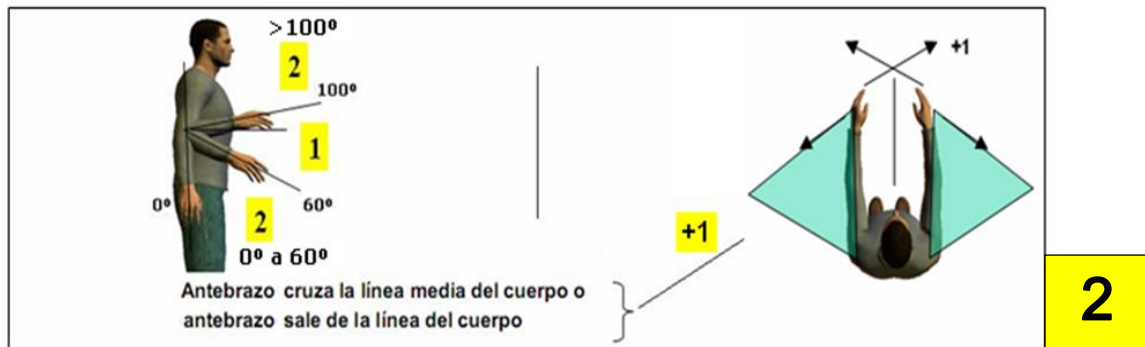 >100º
2
100º
1
0º
60º
2
0º a 60º
+1
+1
Antebrazo cruza la línea media del cuerpo o
antebrazo sale de la línea del cuerpo
2